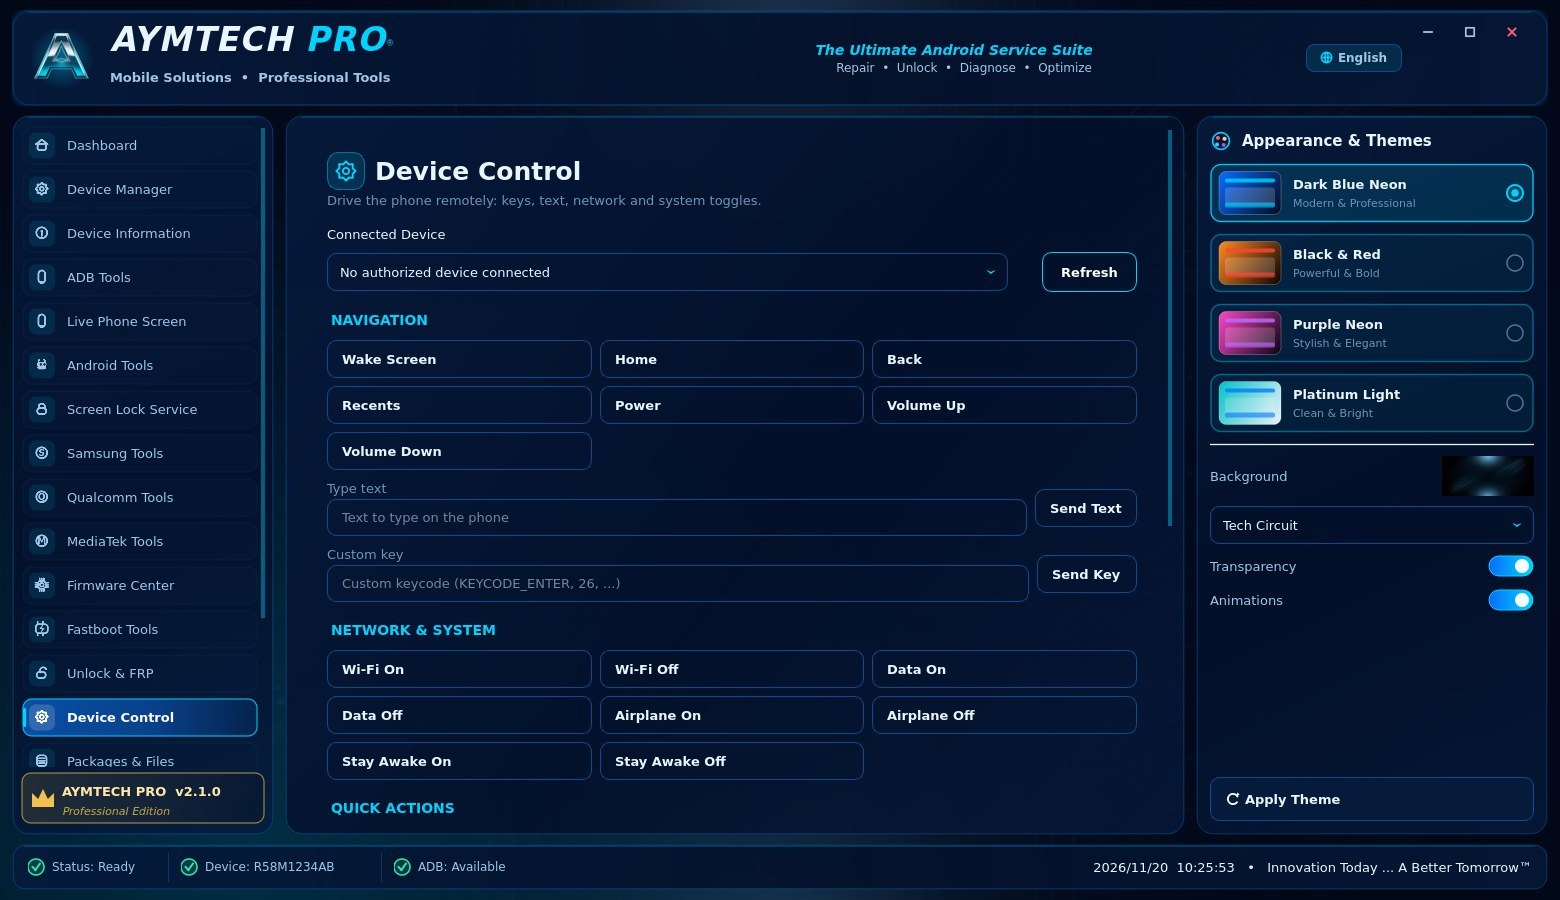 AYMTECH PRO®
Mobile Solutions • Professional Tools
The Ultimate Android Service Suite
Repair • Unlock • Diagnose • Optimize
English
Dashboard
Device Manager
Device Information
ADB Tools
Live Phone Screen
Android Tools
Screen Lock Service
Samsung Tools
Qualcomm Tools
MediaTek Tools
Firmware Center
Fastboot Tools
Unlock & FRP
Device Control
Packages & Files
AYMTECH PRO v2.1.0
Professional Edition
Device Control
Drive the phone remotely: keys, text, network and system toggles.
Connected Device
No authorized device connected
Refresh
NAVIGATION
Wake Screen
Home
Back
Recents
Power
Volume Up
Volume Down
Type text
Text to type on the phone
Send Text
Custom key
Custom keycode (KEYCODE_ENTER, 26, ...)
Send Key
NETWORK & SYSTEM
Wi-Fi On
Wi-Fi Off
Data On
Data Off
Airplane On
Airplane Off
Stay Awake On
Stay Awake Off
QUICK ACTIONS
Appearance & Themes
Dark Blue Neon
Modern & Professional
Black & Red
Powerful & Bold
Purple Neon
Stylish & Elegant
Platinum Light
Clean & Bright
Background
Tech Circuit
Transparency
Animations
Apply Theme
Status: Ready
Device: R58M1234AB
ADB: Available
2026/11/20 10:25:53 • Innovation Today ... A Better Tomorrow™